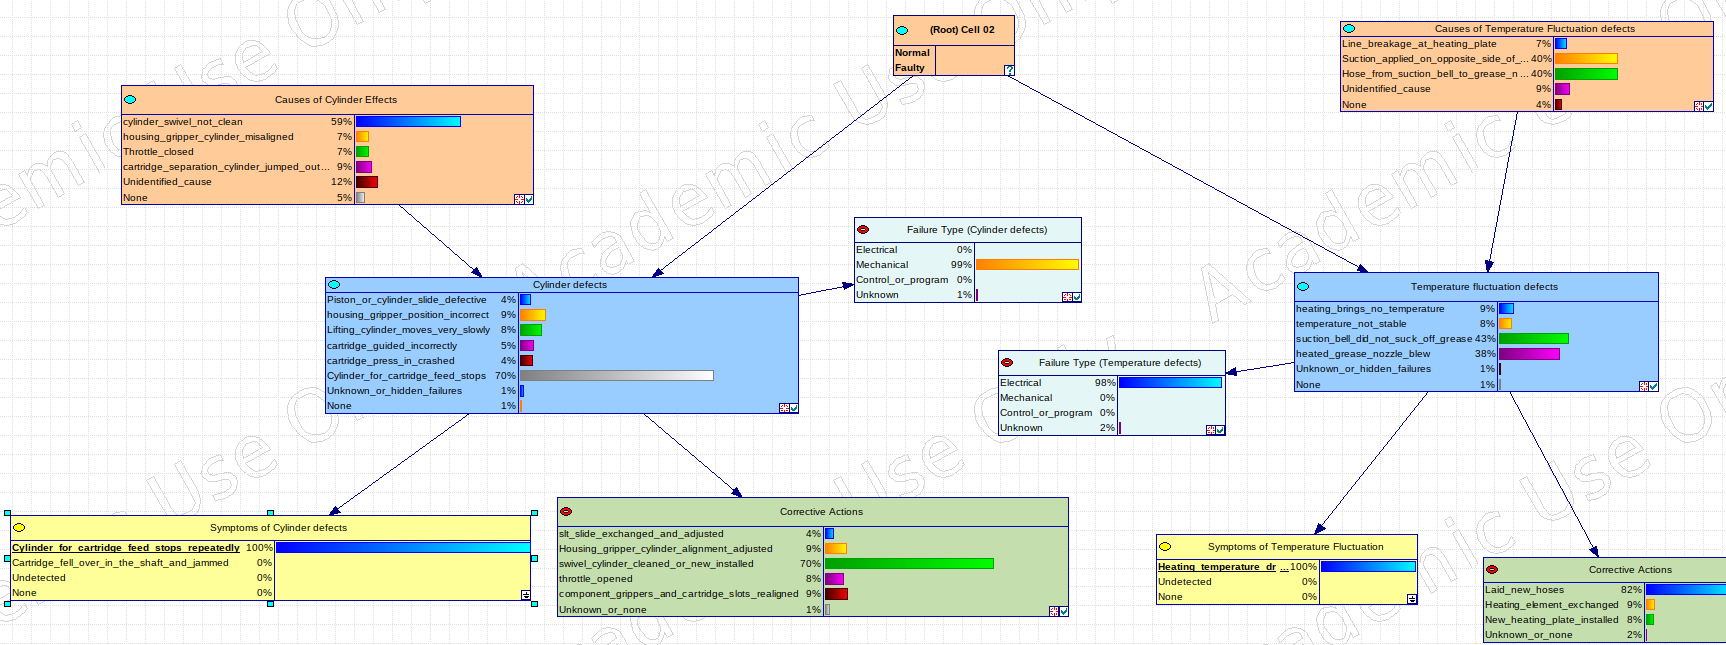 (Root) Cell 02
Normal
Faulty
Causes of Temperature Fluctuation defects
Line_breakage_at_heating_plate 7%
Suction_applied_on_opposite_side_of_... 40%
Hose_from_suction_bell_to_grease_n ... 40%
Unidentified_cause 9%
None 4%
Causes of Cylinder Effects
cylinder_swivel_not_clean 59%
housing_gripper_cylinder_misaligned 7%
Throttle_closed 7%
cartridge_separation_cylinder_jumped_out... 9%
Unidentified_cause 12%
None 5%
Failure Type (Cylinder defects)
Electrical 0%
Mechanical 99%
Control_or_program 0%
Unknown 1%
Cylinder defects
Piston_or_cylinder_slide_defective 4%
housing_gripper_position_incorrect 9%
Lifting_cylinder_moves_very_slowly 8%
cartridge_guided_incorrectly 5%
cartridge_press_in_crashed 4%
Cylinder_for_cartridge_feed_stops 70%
Unknown_or_hidden_failures 1%
None 1%
Temperature fluctuation defects
heating_brings_no_temperature 9%
temperature_not_stable 8%
suction_bell_did_not_suck_off_grease 43%
heated_grease_nozzle_blew 38%
Unknown_or_hidden_failures 1%
None 1%
Failure Type (Temperature defects)
Electrical 98%
Mechanical 0%
Control_or_program 0%
Unknown 2%
Symptoms of Cylinder defects
Cylinder_for_cartridge_feed_stops_repeatedly 100%
Cartridge_fell_over_in_the_shaft_and_jammed 0%
Undetected 0%
None 0%
Corrective Actions
slt_slide_exchanged_and_adjusted 4%
Housing_gripper_cylinder_alignment_adjusted 9%
swivel_cylinder_cleaned_or_new_installed 70%
throttle_opened 8%
component_grippers_and_cartridge_slots_realigned 9%
Unknown_or_none 1%
Symptoms of Temperature Fluctuation
Heating_temperature_dr ... 100%
Undetected 0%
None 0%
Corrective Actions
Laid_new_hoses 82%
Heating_element_exchanged 9%
New_heating_plate_installed 8%
Unknown_or_none 2%
Academic Use Only
Academic Use Only